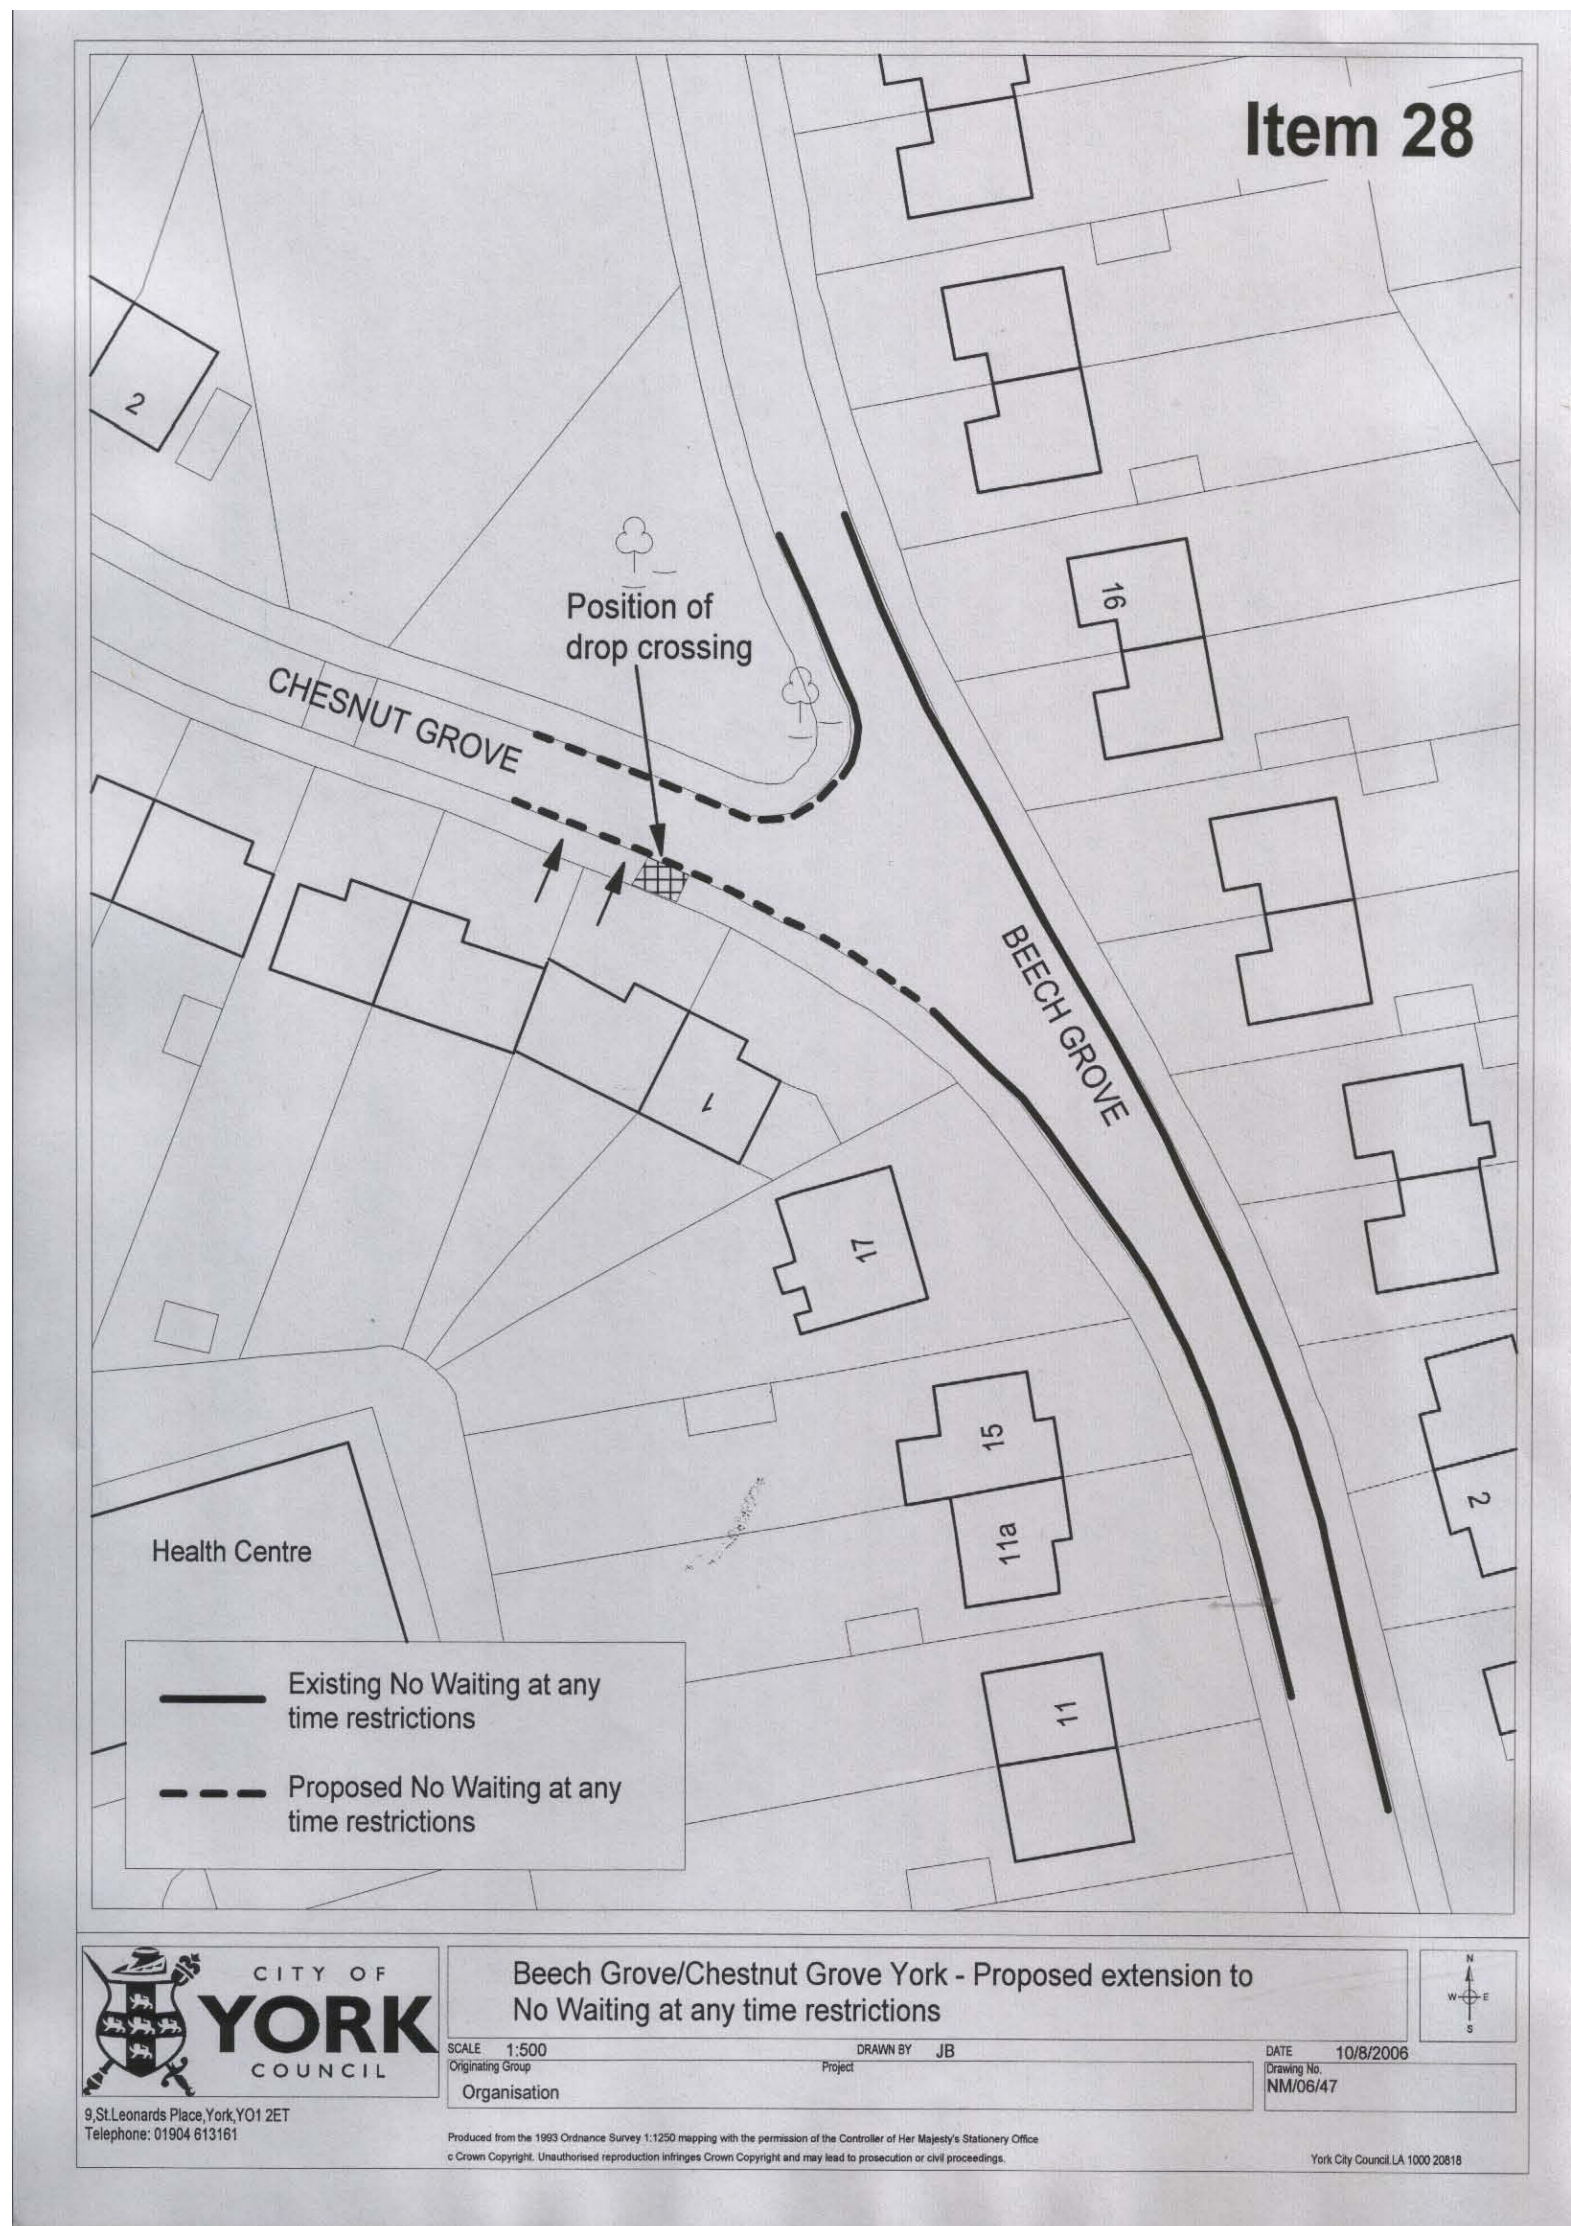 Item 28
2
Position of
drop crossing
CHESNUT GROVE
16
BEECH GROVE
1
17
15
11a
2
11
Health Centre
Existing No Waiting at any
time restrictions
Proposed No Waiting at any
time restrictions
CITY OF
YORK
COUNCIL
9,St.Leonards Place,York,YO1 2ET
Telephone: 01904 613161
Beech Grove/Chestnut Grove York - Proposed extension to
No Waiting at any time restrictions
N
W E
S
SCALE 1:500 DRAWN BY JB DATE 10/8/2006
Originating Group Project Drawing No.
Organisation NM/06/47
Produced from the 1993 Ordnance Survey 1:1250 mapping with the permission of the Controller of Her Majesty's Stationery Office
c Crown Copyright. Unauthorised reproduction infringes Crown Copyright and may lead to prosecution or civil proceedings.
York City Council.LA 1000 20818